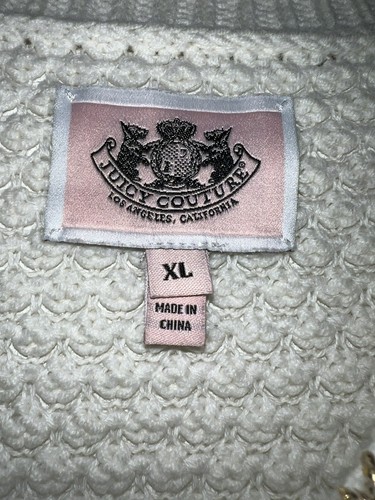 JUICY COUTURE®
LOS ANGELES, CALIFORNIA
XL
MADE IN
CHINA